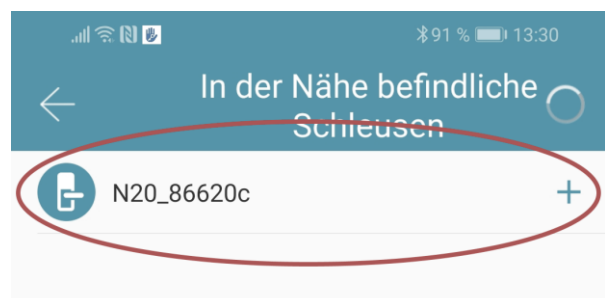 91 % 13:30
In der Nähe befindliche
Schleusen
N20_86620c
+